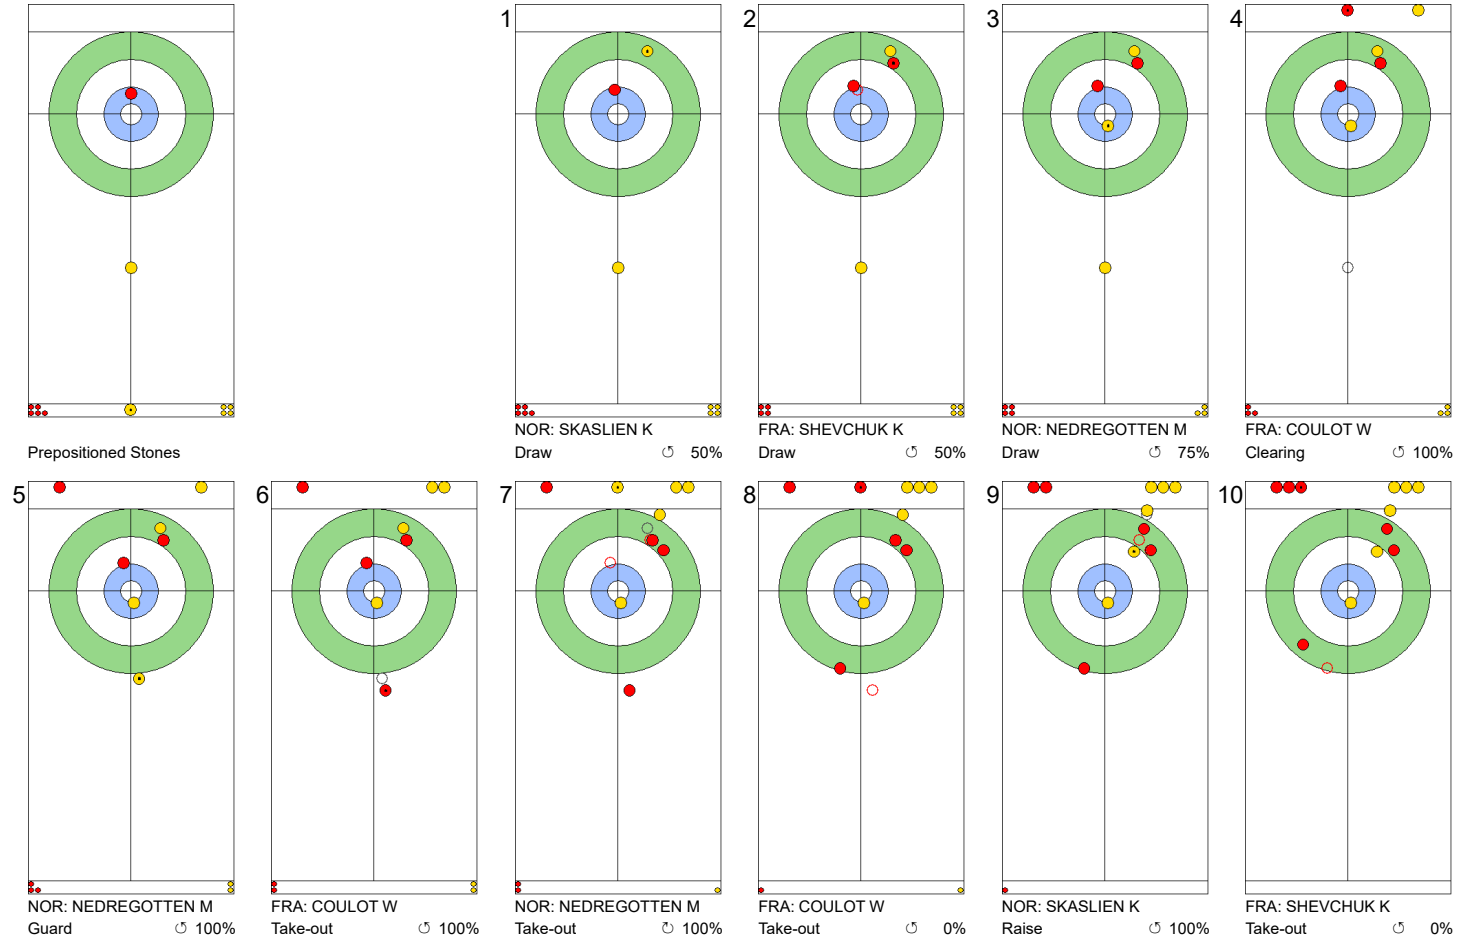 1
2
3
4
Prepositioned Stones
NOR: SKASLIEN K
Draw 50%
FRA: SHEVCHUK K
Draw 50%
NOR: NEDREGOTTEN M
Draw 75%
FRA: COULOT W
Clearing 100%
5
6
7
8
9
10
NOR: NEDREGOTTEN M
Guard 100%
FRA: COULOT W
Take-out 100%
NOR: NEDREGOTTEN M
Take-out 100%
FRA: COULOT W
Take-out 0%
NOR: SKASLIEN K
Raise 100%
FRA: SHEVCHUK K
Take-out 0%